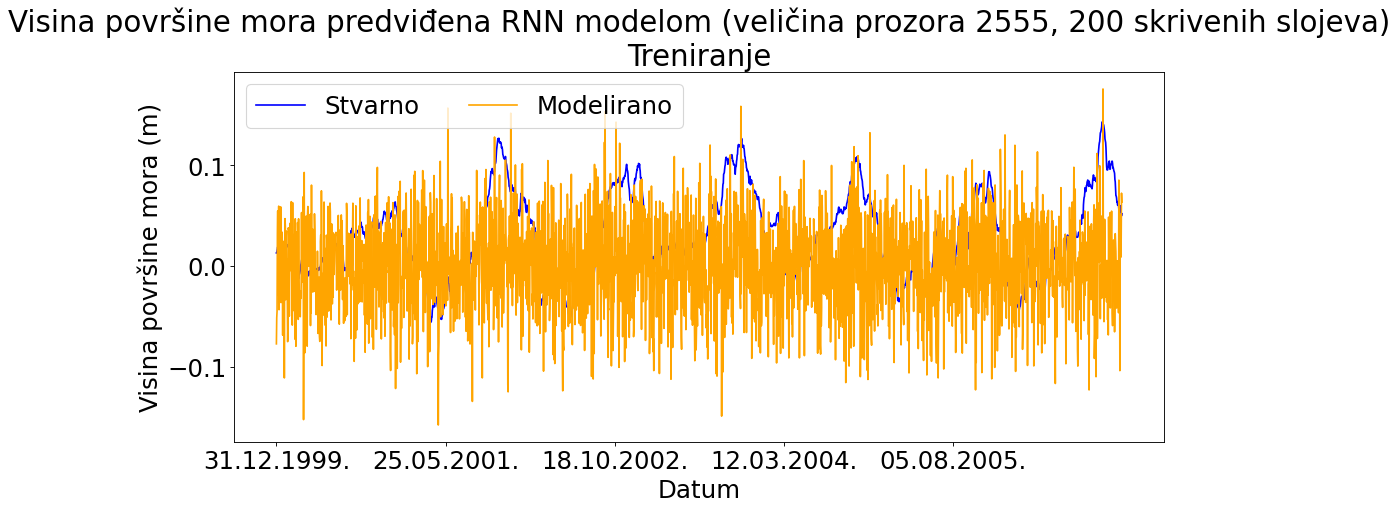 Visina površine mora predviđena RNN modelom (veličina prozora 2555, 200 skrivenih slojeva)
Treniranje
Stvarno
Modelirano
Visina površine mora (m)
0.1
0.0
−0.1
31.12.1999.
25.05.2001.
18.10.2002.
12.03.2004.
05.08.2005.
Datum